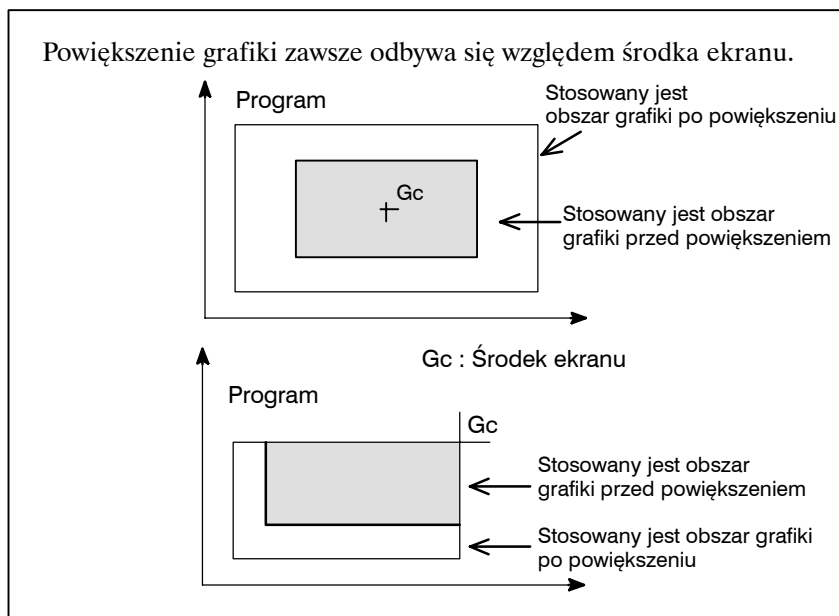 Powiększenie grafiki zawsze odbywa się względem środka ekranu.
Program
Stosowany jest
obszar grafiki po powiększeniu
Gc
Stosowany jest obszar
grafiki przed powiększeniem
Gc : Środek ekranu
Program
Gc
Stosowany jest obszar
grafiki przed powiększeniem
Stosowany jest obszar grafiki
po powiększeniu